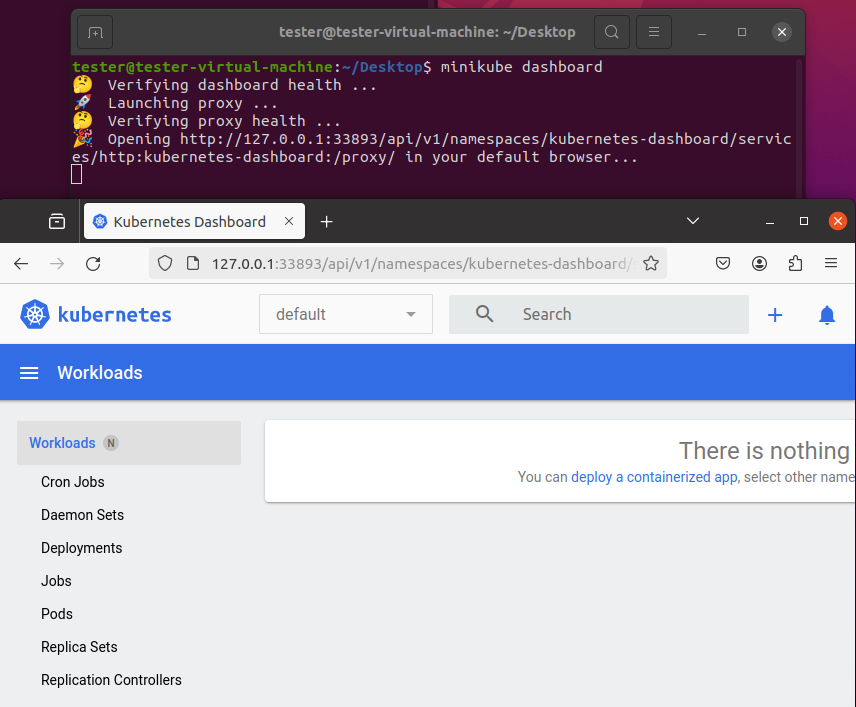 tester@tester-virtual-machine: ~/Desktop
tester@tester-virtual-machine:~/Desktop$ minikube dashboard
🤔 Verifying dashboard health ...
🚀 Launching proxy ...
🤔 Verifying proxy health ...
🎉 Opening http://127.0.0.1:33893/api/v1/namespaces/kubernetes-dashboard/servic
es/http:kubernetes-dashboard:/proxy/ in your default browser...
Kubernetes Dashboard
127.0.0.1:33893/api/v1/namespaces/kubernetes-dashboard/
kubernetes
default
Search
Workloads
Workloads N
There is nothing
You can deploy a containerized app, select other name
Cron Jobs
Daemon Sets
Deployments
Jobs
Pods
Replica Sets
Replication Controllers